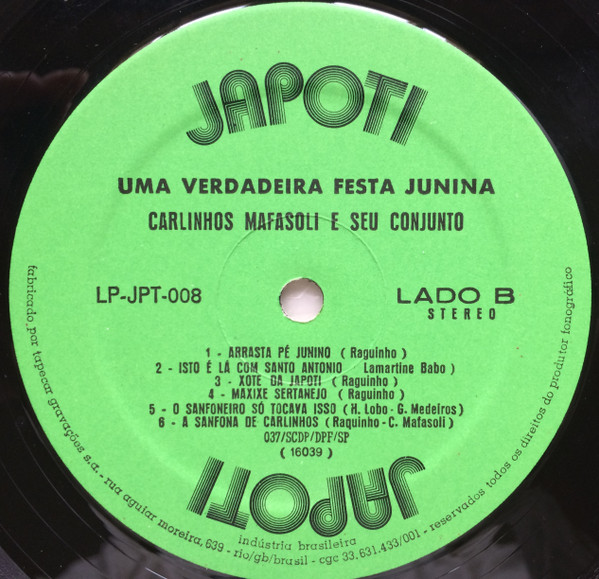 JAPOTI
UMA VERDADEIRA FESTA JUNINA
CARLINHOS MAFASOLI E SEU CONJUNTO
LP-JPT-008
LADO B
STEREO
1 - ARRASTA PÉ JUNINO ( Raguinho )
2 - ISTO É LÁ COM SANTO ANTONIO Lamartine Babo )
3 - XOTE DA JAPOTI ( Raguinho )
4 - MAXIXE SERTANEJO ( Raguinho )
5 - O SANFONEIRO SÓ TOCAVA ISSO ( H. Lobo - G. Medeiros )
6 - A SANFONA DE CARLINHOS ( Raquinho - C. Mafasoli )
037/SCDP/DPF/SP
( 16039 )
JAPOTI
indústria brasileira
fabricado por tapecar gravações s.a. - rua aguiar moreira, 639 - rio/gb/brasil - cgc 33.631.433/001 - reservados todos os direitos do produtor fonográfico